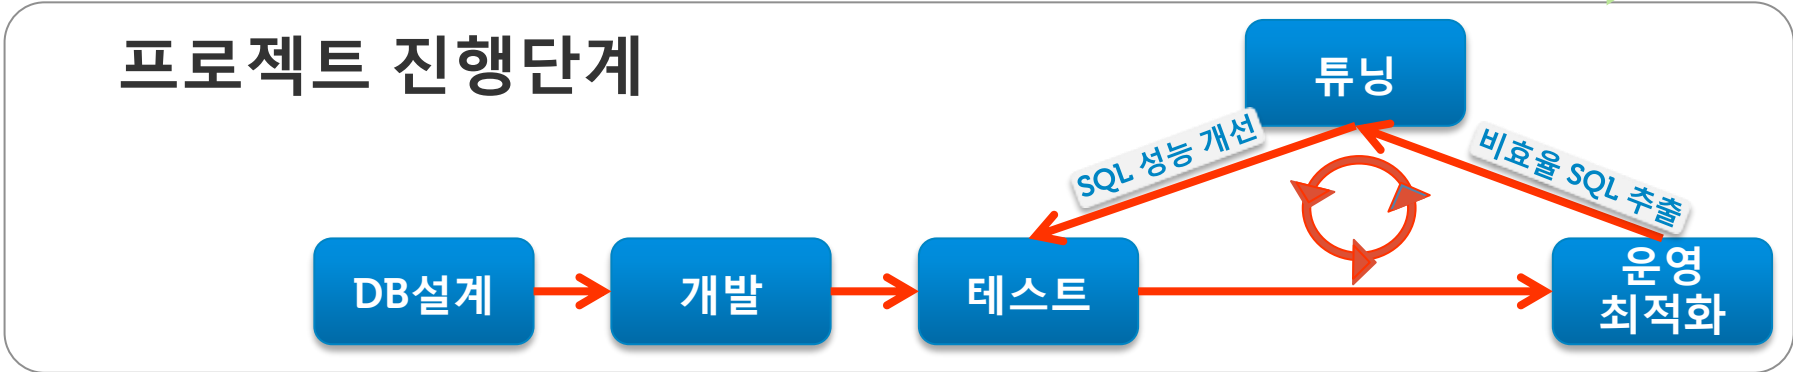 프로젝트 진행단계
튜닝
SQL 성능 개선
비효율 SQL 추출
DB설계
개발
테스트
운영
최적화